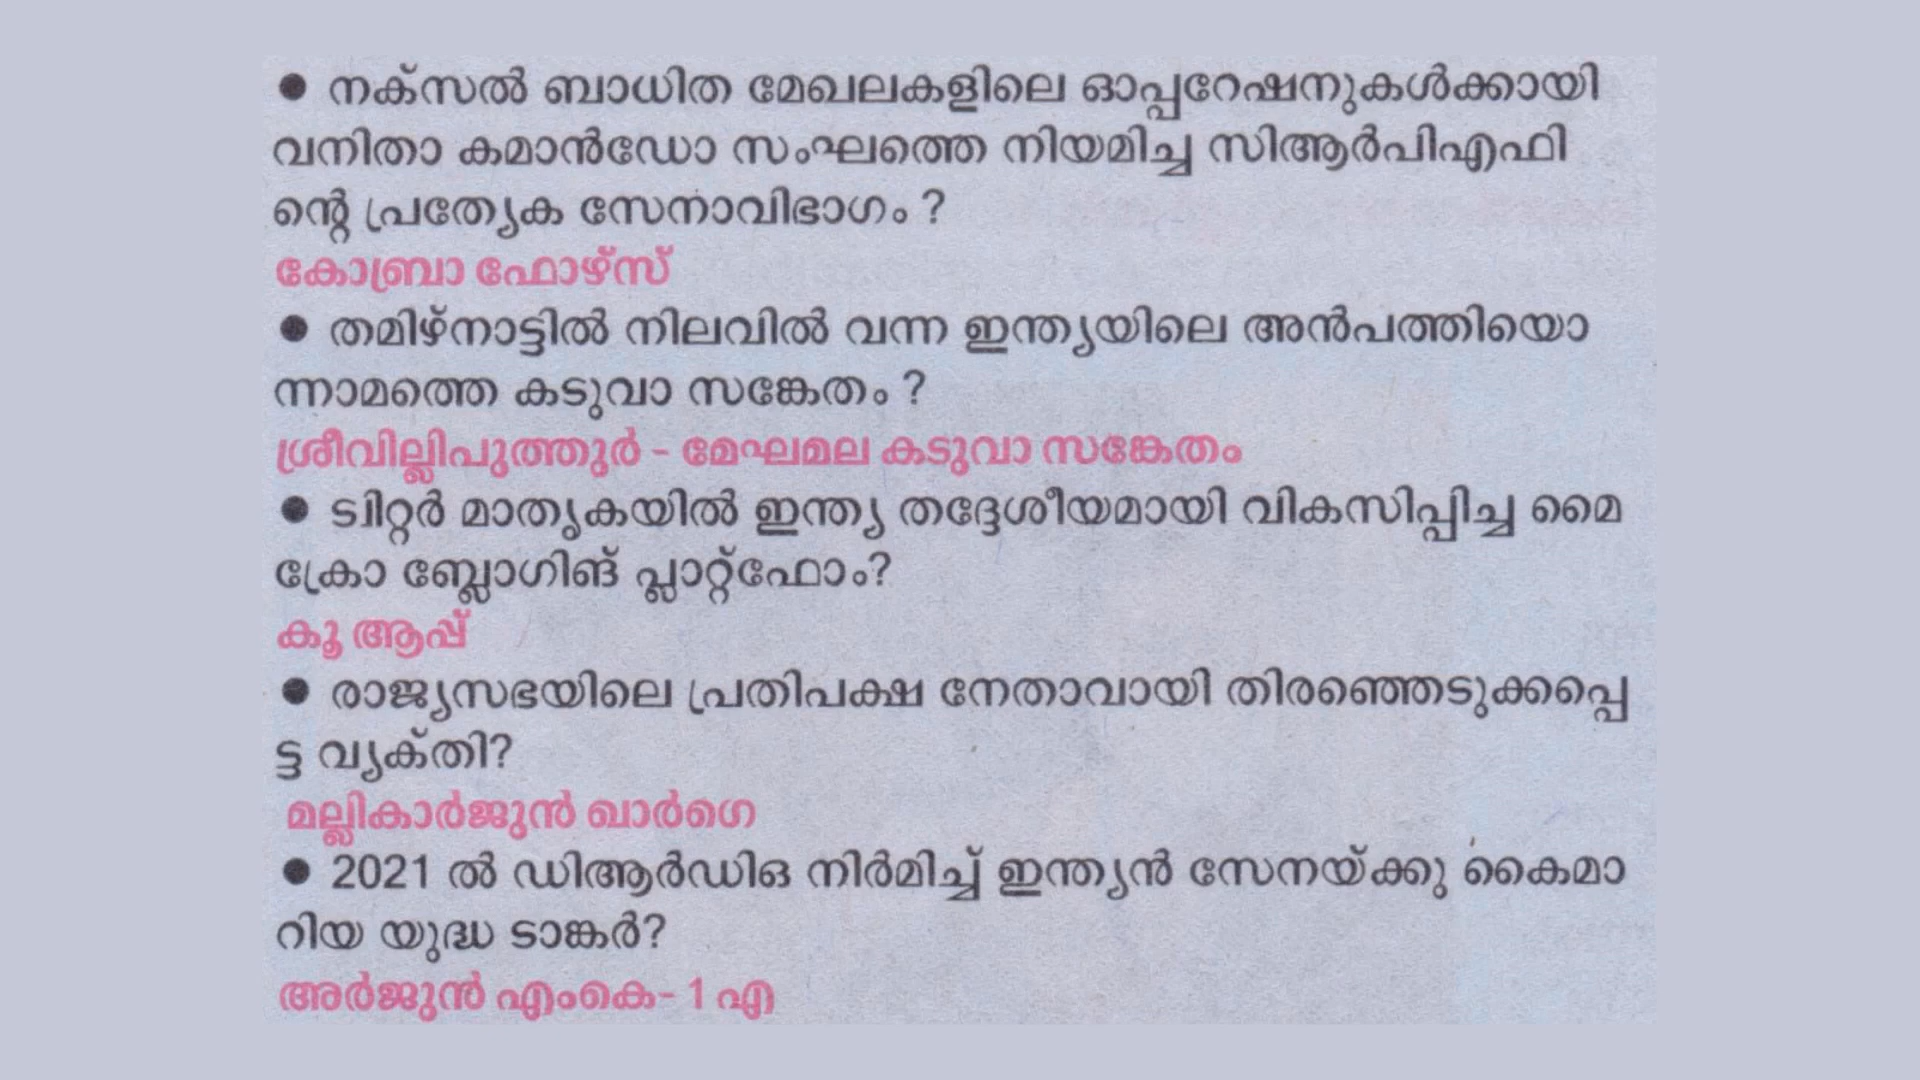 ● നക്സൽ ബാധിത മേഖലകളിലെ ഓപ്പറേഷനുകൾക്കായി
വനിതാ കമാൻഡോ സംഘത്തെ നിയമിച്ച സിആർപിഎഫി
ന്റെ പ്രത്യേക സേനാവിഭാഗം ?
കോബ്രാ ഫോഴ്സ്
● തമിഴ്നാട്ടിൽ നിലവിൽ വന്ന ഇന്ത്യയിലെ അൻപത്തിയൊ
ന്നാമത്തെ കടുവാ സങ്കേതം ?
ശ്രീവില്ലിപുത്തൂർ - മേഘമല കടുവാ സങ്കേതം
● ട്വിറ്റർ മാതൃകയിൽ ഇന്ത്യ തദ്ദേശീയമായി വികസിപ്പിച്ച മൈ
ക്രോ ബ്ലോഗിങ് പ്ലാറ്റ്ഫോം?
കൂ ആപ്പ്
● രാജ്യസഭയിലെ പ്രതിപക്ഷ നേതാവായി തിരഞ്ഞെടുക്കപ്പെ
ട്ട വ്യക്തി?
മല്ലികാർജുൻ ഖാർഗെ
● 2021 ൽ ഡിആർഡിഒ നിർമിച്ച് ഇന്ത്യൻ സേനയ്ക്കു കൈമാ
റിയ യുദ്ധ ടാങ്കർ?
അർജുൻ എംകെ- 1 എ